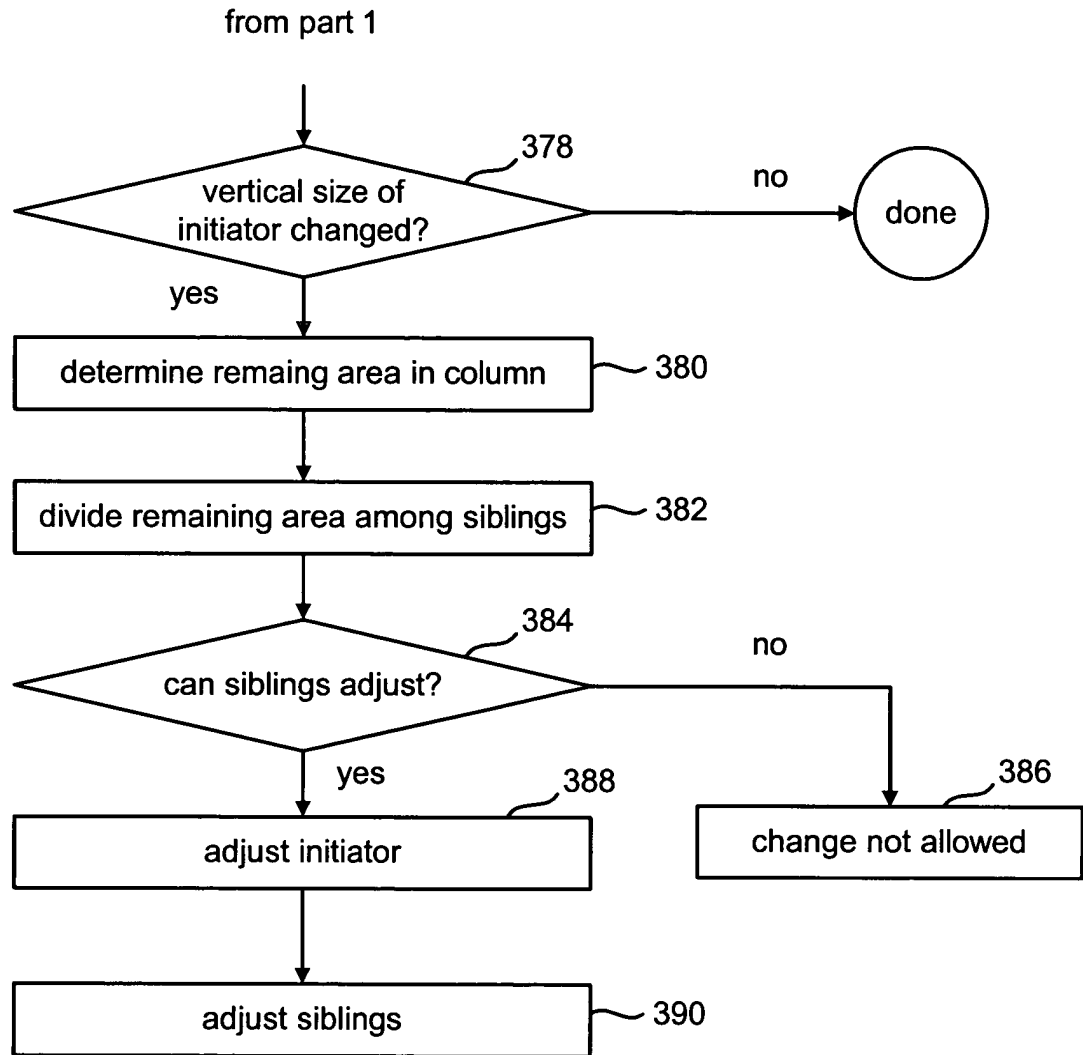 from part 1
378
vertical size of
initiator changed?
no
done
yes
determine remaing area in column
380
divide remaining area among siblings
382
384
can siblings adjust?
no
yes
388
386
adjust initiator
change not allowed
adjust siblings
390